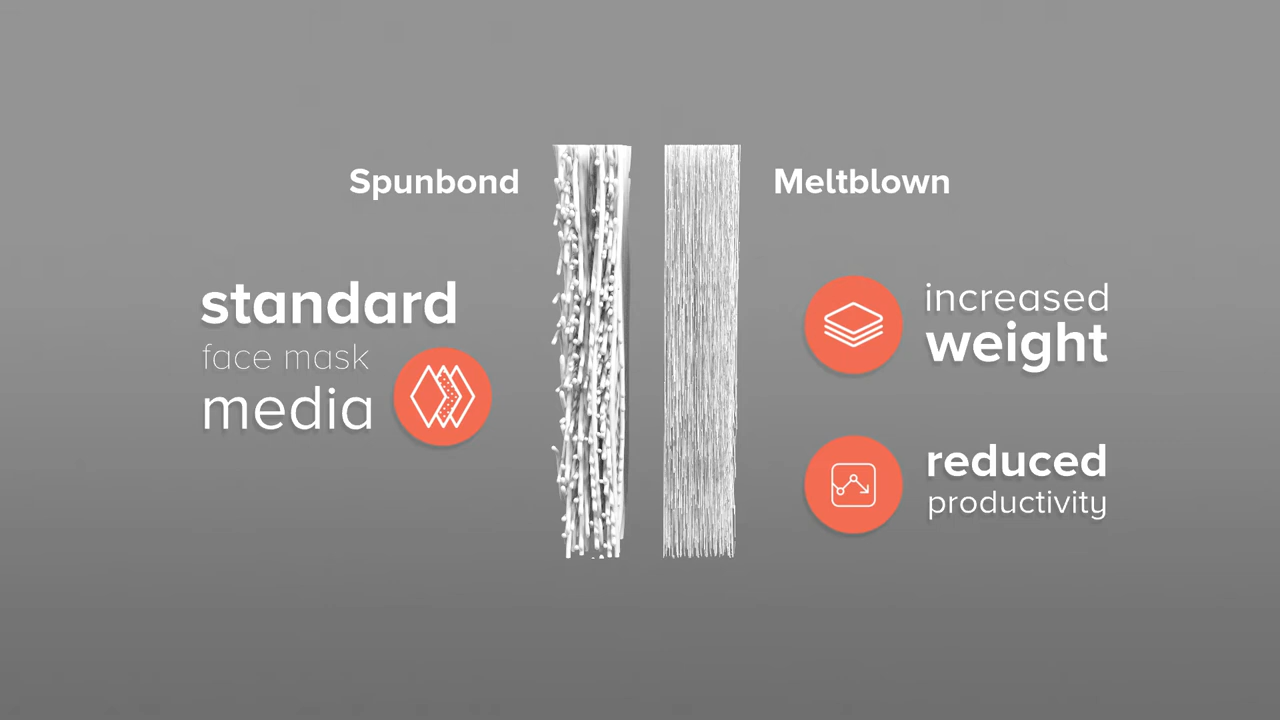 Spunbond
Meltblown
standard
face mask
media
increased
weight
reduced
productivity